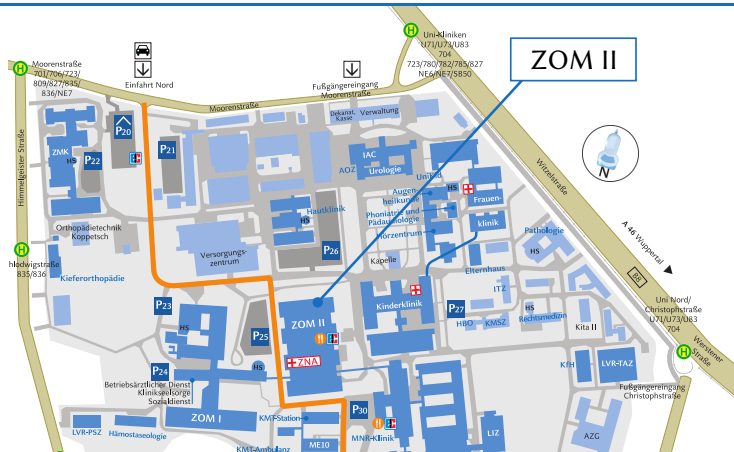 ZOM II
Uni-Kliniken
U71/U73/U83
704
723/780/782/785/827
NE6/NE7/SB50
Moorenstraße
701/706/723/
809/827/835/
836/NE7
Einfahrt Nord
Fußgängereingang
Moorenstraße
Moorenstraße
Himmelgeister Straße
Witzelstraße
N
A 46 Wuppertal
B8
Dekanat,
Kasse
Verwaltung
P20
P21
P22
ZMK
HS
IAC
Urologie
AOZ
Unikid
HS
Augen-
heilkunde
Frauen-
klinik
Phoniatrie und
Pädaudiologie
Hörzentrum
Hautklinik
HS
Orthopädietechnik
Koppetsch
Versorgungs-
zentrum
P26
Kapelle
Pathologie
HS
Elternhaus
hlodwigstraße
835/836
Kieferorthopädie
ITZ
Kinderklinik
P27
HBO
KMSZ
HS
Rechtsmedizin
Kita II
Uni Nord/
Christophstraße
U71/U73/U83
704
Werstener
Straße
P23
HS
P25
ZOM II
ZNA
HS
P24
Betriebsärztlicher Dienst
Klinikseelsorge
Sozialdienst
KfH
LVR-TAZ
Fußgängereingang
Christophstraße
ZOM I
KMT-Station
P30
LVR-PSZ
Hämostaseologie
MNR-Klinik
LIZ
AZG
KMT-Ambulanz
ME10
H
H
H
H